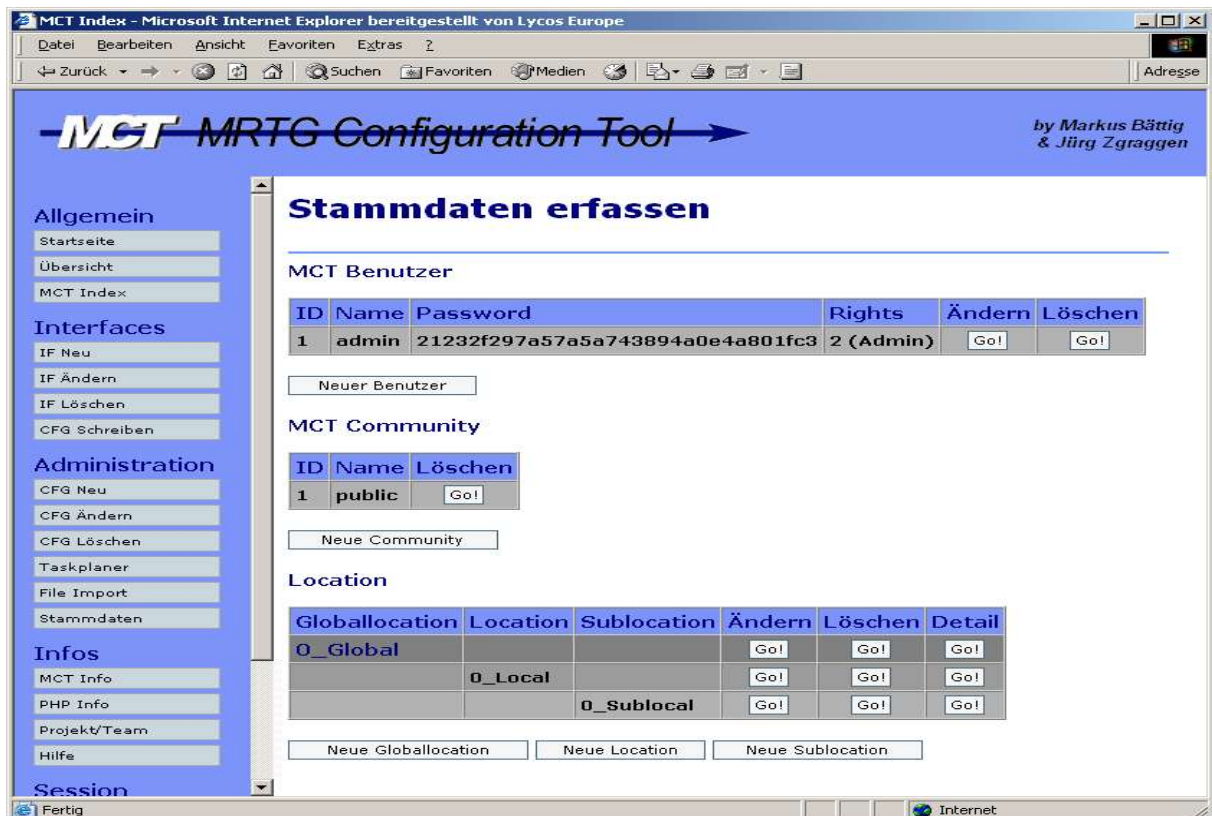 MCT Index - Microsoft Internet Explorer bereitgestellt von Lycos Europe
Datei Bearbeiten Ansicht Favoriten Extras ?
Zurück Suchen Favoriten Medien Adresse
MCT MRTG Configuration Tool
by Markus Bättig
& Jürg Zgraggen
Allgemein
Startseite
Übersicht
MCT Index
Interfaces
IF Neu
IF Ändern
IF Löschen
CFG Schreiben
Administration
CFG Neu
CFG Ändern
CFG Löschen
Taskplaner
File Import
Stammdaten
Infos
MCT Info
PHP Info
Projekt/Team
Hilfe
Session
Stammdaten erfassen
MCT Benutzer
ID Name Password Rights Ändern Löschen
1 admin 21232f297a57a5a743894a0e4a801fc3 2 (Admin) Go! Go!
Neuer Benutzer
MCT Community
ID Name Löschen
1 public Go!
Neue Community
Location
Globallocation Location Sublocation Ändern Löschen Detail
0_Global Go! Go! Go!
0_Local Go! Go! Go!
0_Sublocal Go! Go! Go!
Neue Globallocation Neue Location Neue Sublocation
Fertig Internet